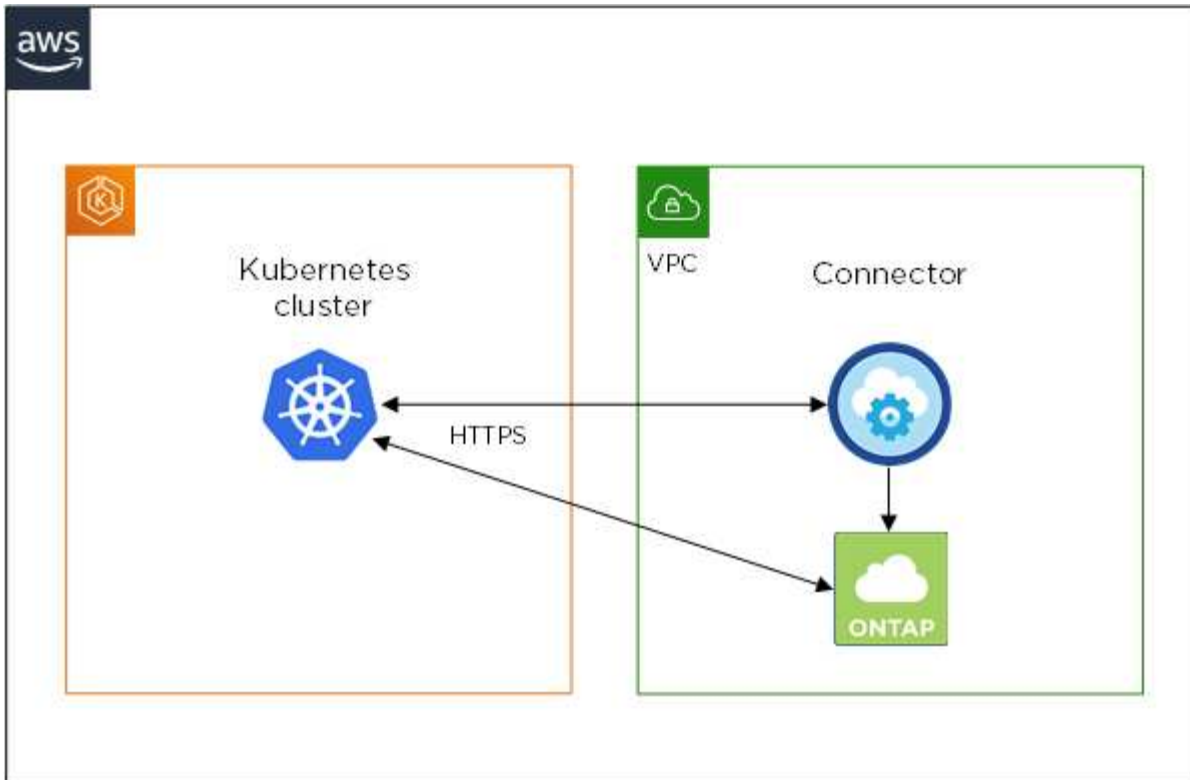 aws
K
Kubernetes
cluster
VPC
Connector
HTTPS
ONTAP